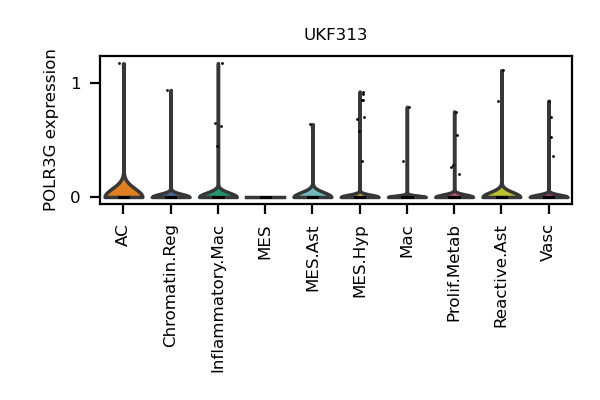 UKF313
POLR3G expression
1
0
AC
Chromatin.Reg
Inflammatory.Mac
MES
MES.Ast
MES.Hyp
Mac
Prolif.Metab
Reactive.Ast
Vasc